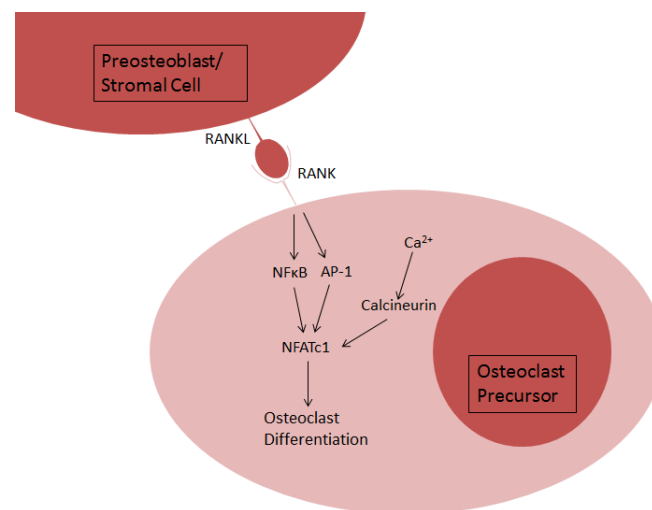 Preosteoblast/
Stromal Cell
RANKL
RANK
Ca²⁺
NFκB
AP-1
Calcineurin
NFATc1
Osteoclast
Precursor
Osteoclast
Differentiation